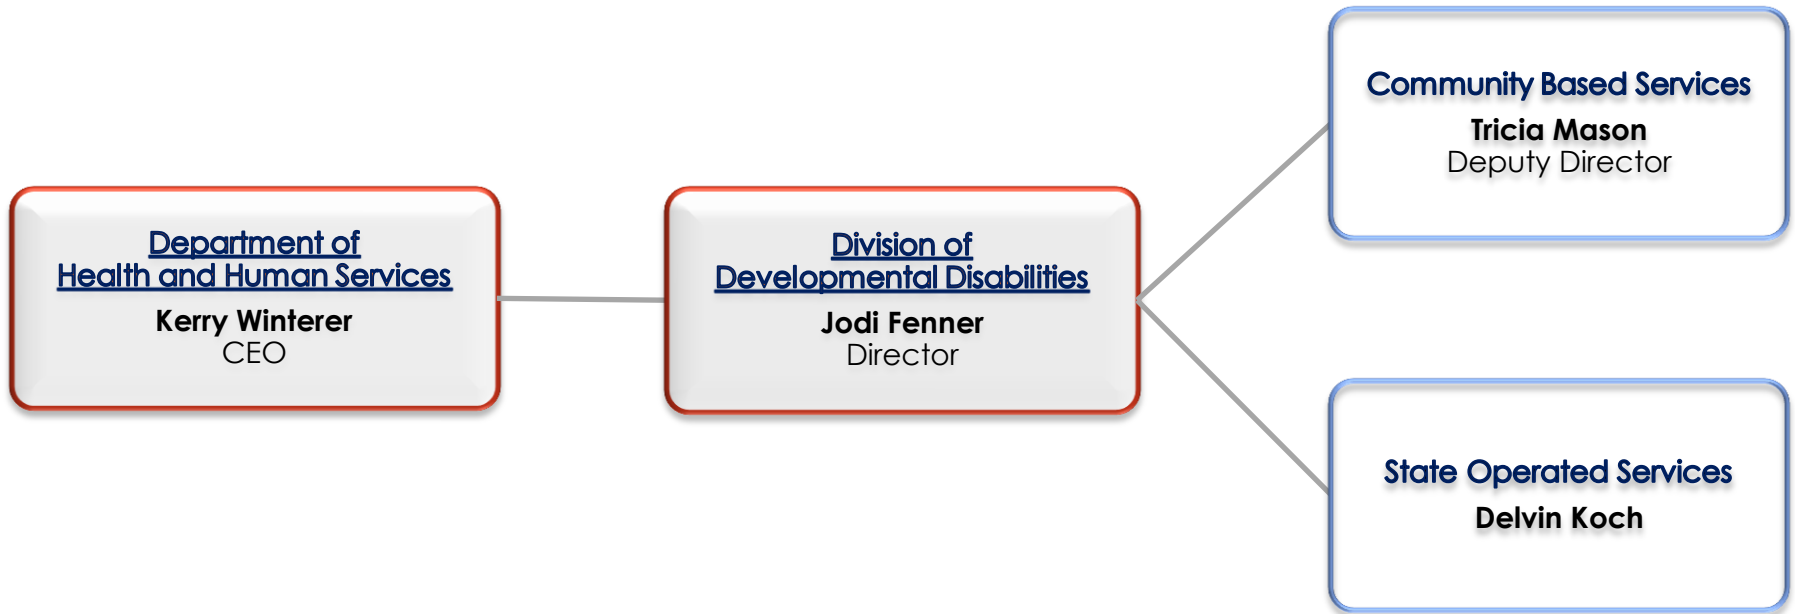 Department of
Health and Human Services
Kerry Winterer
CEO
Division of
Developmental Disabilities
Jodi Fenner
Director
Community Based Services
Tricia Mason
Deputy Director
State Operated Services
Delvin Koch